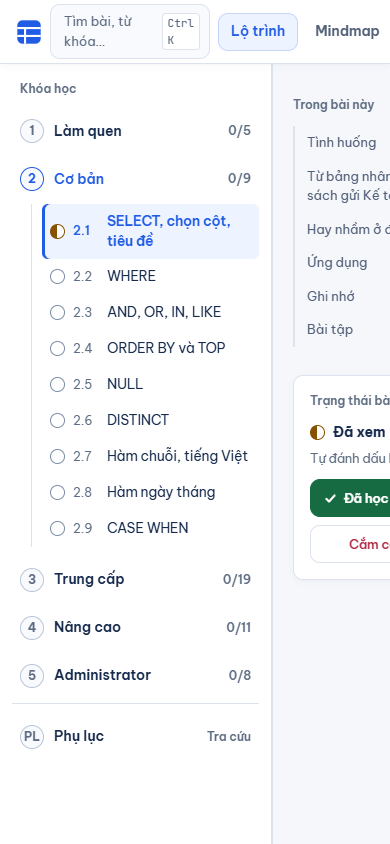 Tìm bài, từ
khóa...
Ctrl
K
Lộ trình
Mindmap
Khóa học
1 Làm quen 0/5
2 Cơ bản 0/9
2.1 SELECT, chọn cột,
tiêu đề
2.2 WHERE
2.3 AND, OR, IN, LIKE
2.4 ORDER BY và TOP
2.5 NULL
2.6 DISTINCT
2.7 Hàm chuỗi, tiếng Việt
2.8 Hàm ngày tháng
2.9 CASE WHEN
3 Trung cấp 0/19
4 Nâng cao 0/11
5 Administrator 0/8
PL Phụ lục Tra cứu
Trong bài này
Tình huống
Từ bảng nhân
sách gửi Kế t
Hay nhầm ở đ
Ứng dụng
Ghi nhớ
Bài tập
Trạng thái bà
Đã xem
Tự đánh dấu
Đã học
Cắm c